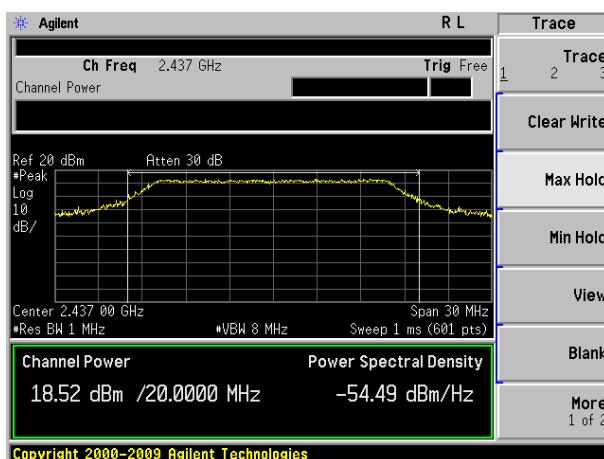 Agilent R L Trace
Ch Freq 2.437 GHz Trig Free
Channel Power
Trace
1 2 3
Clear Write
Max Hold
Min Hold
View
Blank
More
1 of 2
Ref 20 dBm Atten 30 dB
#Peak
Log
10
dB/
Center 2.437 00 GHz Span 30 MHz
#Res BW 1 MHz #VBW 8 MHz Sweep 1 ms (601 pts)
Channel Power Power Spectral Density
18.52 dBm /20.0000 MHz -54.49 dBm/Hz
Copyright 2000-2009 Agilent Technologies